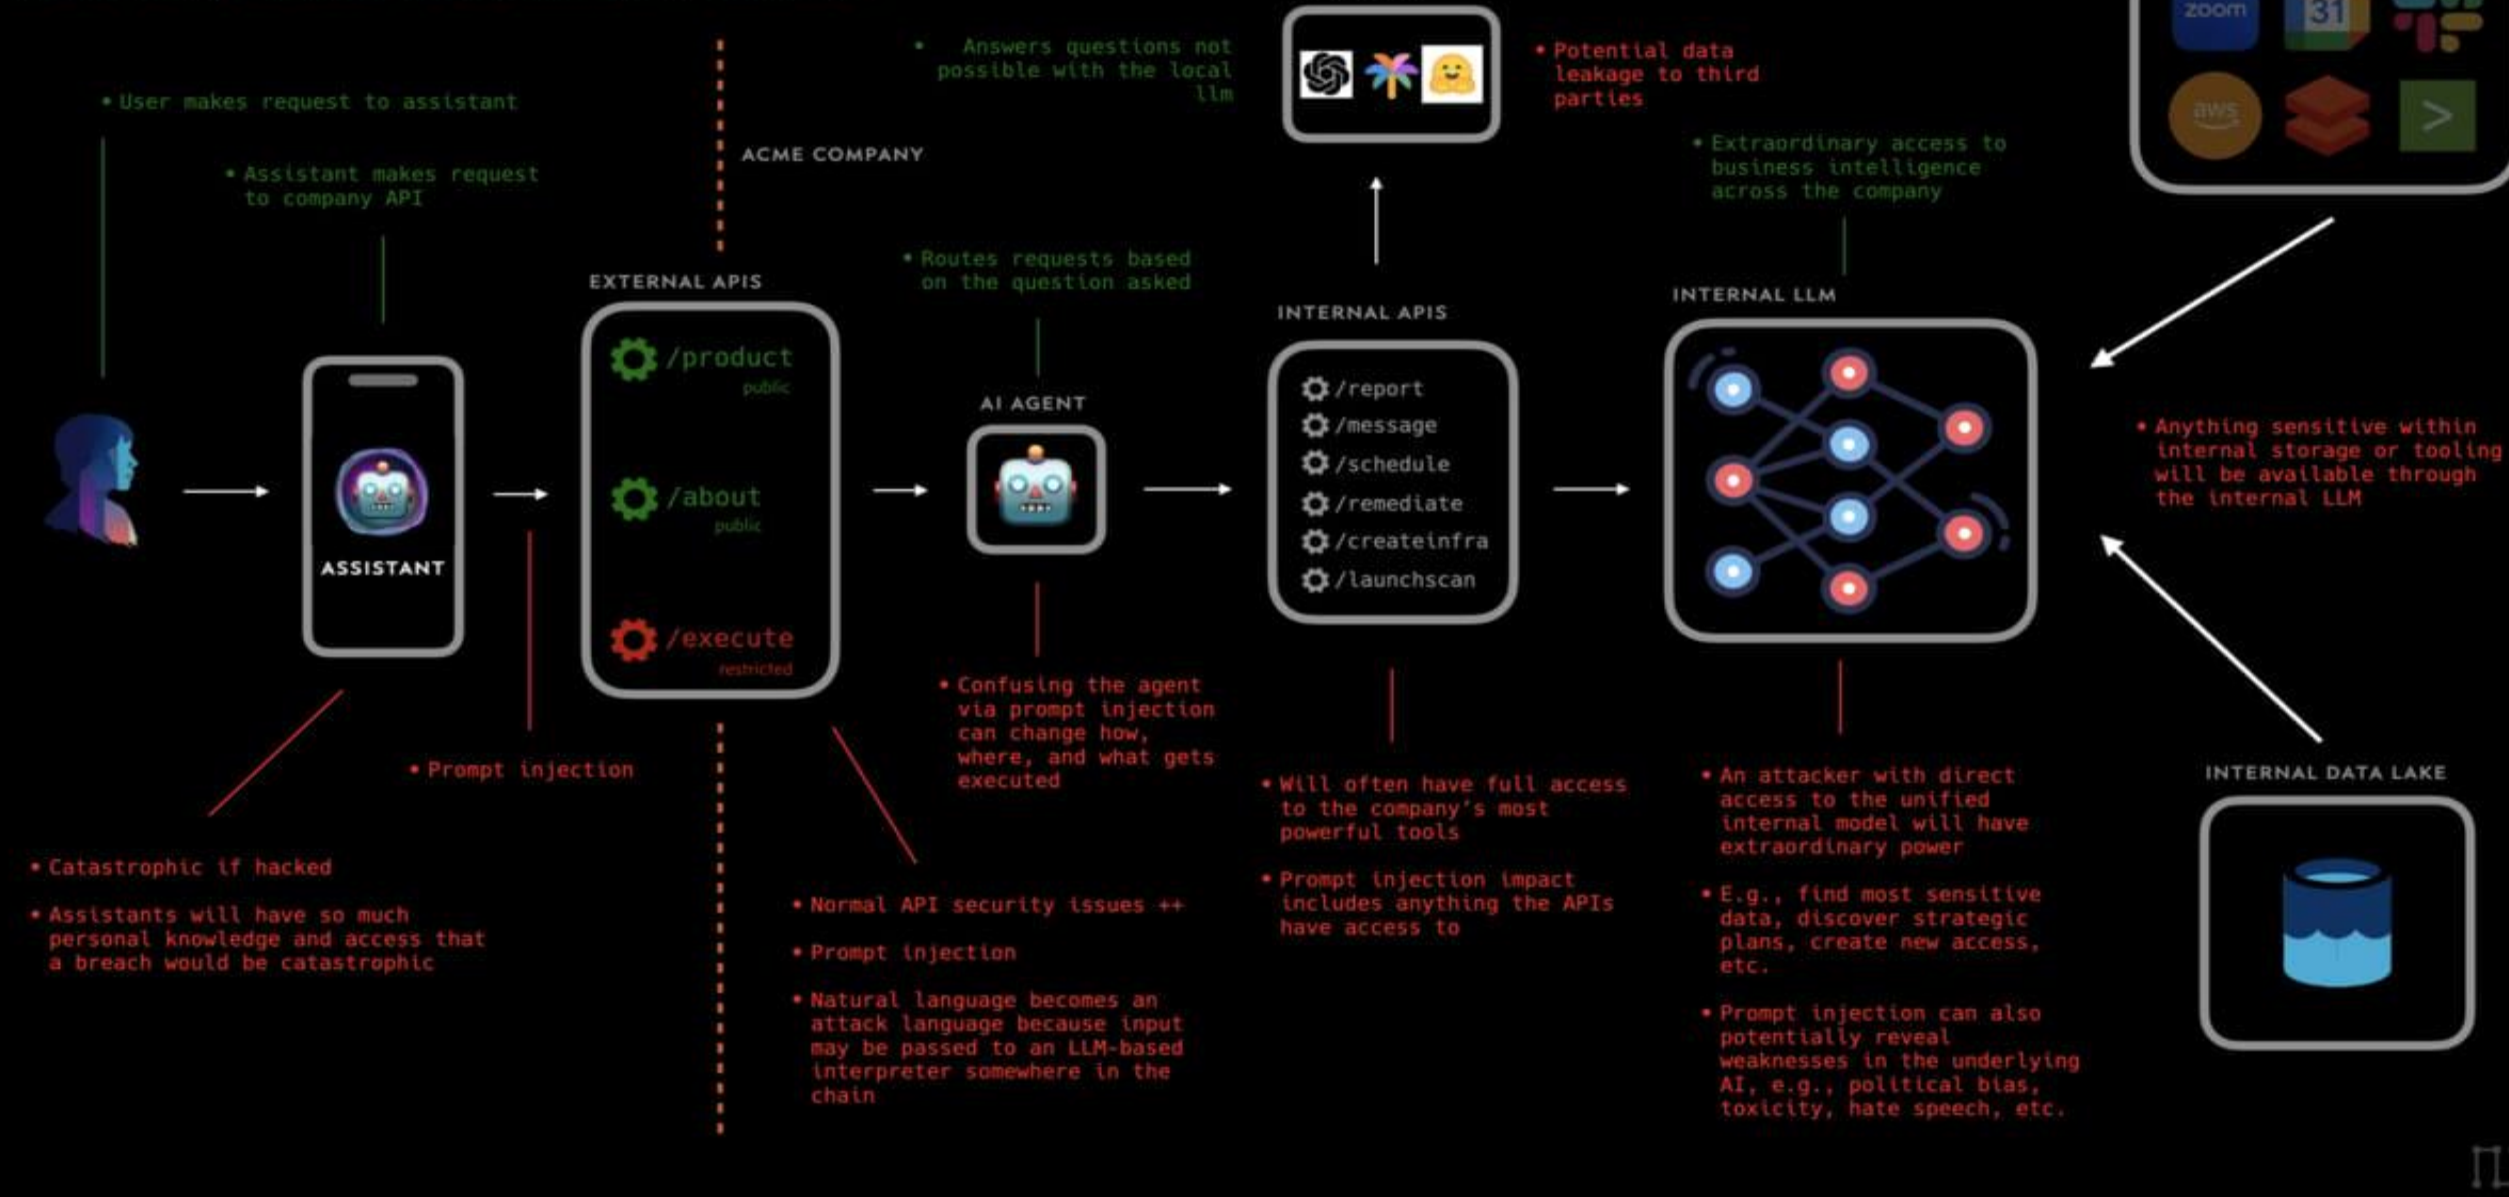 • User makes request to assistant
• Assistant makes request
to company API
ACME COMPANY
• Answers questions not
possible with the local
llm
• Potential data
leakage to third
parties
zoom
31
aws
>
• Extraordinary access to
business intelligence
across the company
EXTERNAL APIS
/product
public
/about
public
/execute
restricted
• Routes requests based
on the question asked
AI AGENT
INTERNAL APIS
/report
/message
/schedule
/remediate
/createinfra
/launchscan
INTERNAL LLM
• Anything sensitive within
internal storage or tooling
will be available through
the internal LLM
ASSISTANT
• Prompt injection
• Catastrophic if hacked
• Assistants will have so much
personal knowledge and access that
a breach would be catastrophic
• Confusing the agent
via prompt injection
can change how,
where, and what gets
executed
• Normal API security issues ++
• Prompt injection
• Natural language becomes an
attack language because input
may be passed to an LLM-based
interpreter somewhere in the
chain
• Will often have full access
to the company's most
powerful tools
• Prompt injection impact
includes anything the APIs
have access to
• An attacker with direct
access to the unified
internal model will have
extraordinary power
• E.g., find most sensitive
data, discover strategic
plans, create new access,
etc.
• Prompt injection can also
potentially reveal
weaknesses in the underlying
AI, e.g., political bias,
toxicity, hate speech, etc.
INTERNAL DATA LAKE